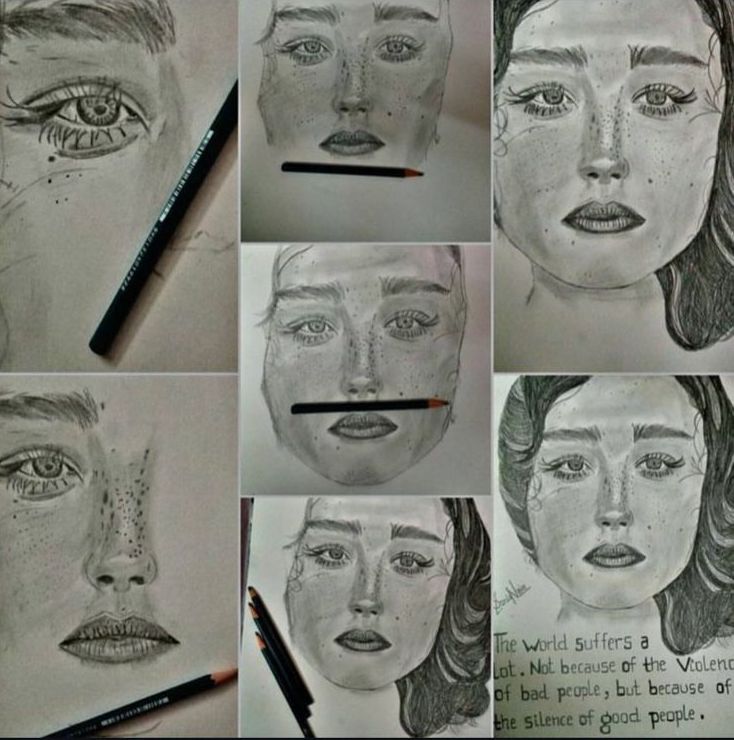 The world suffers a
lot. Not because of the Violenc
of bad people, but because of
the silence of good people.